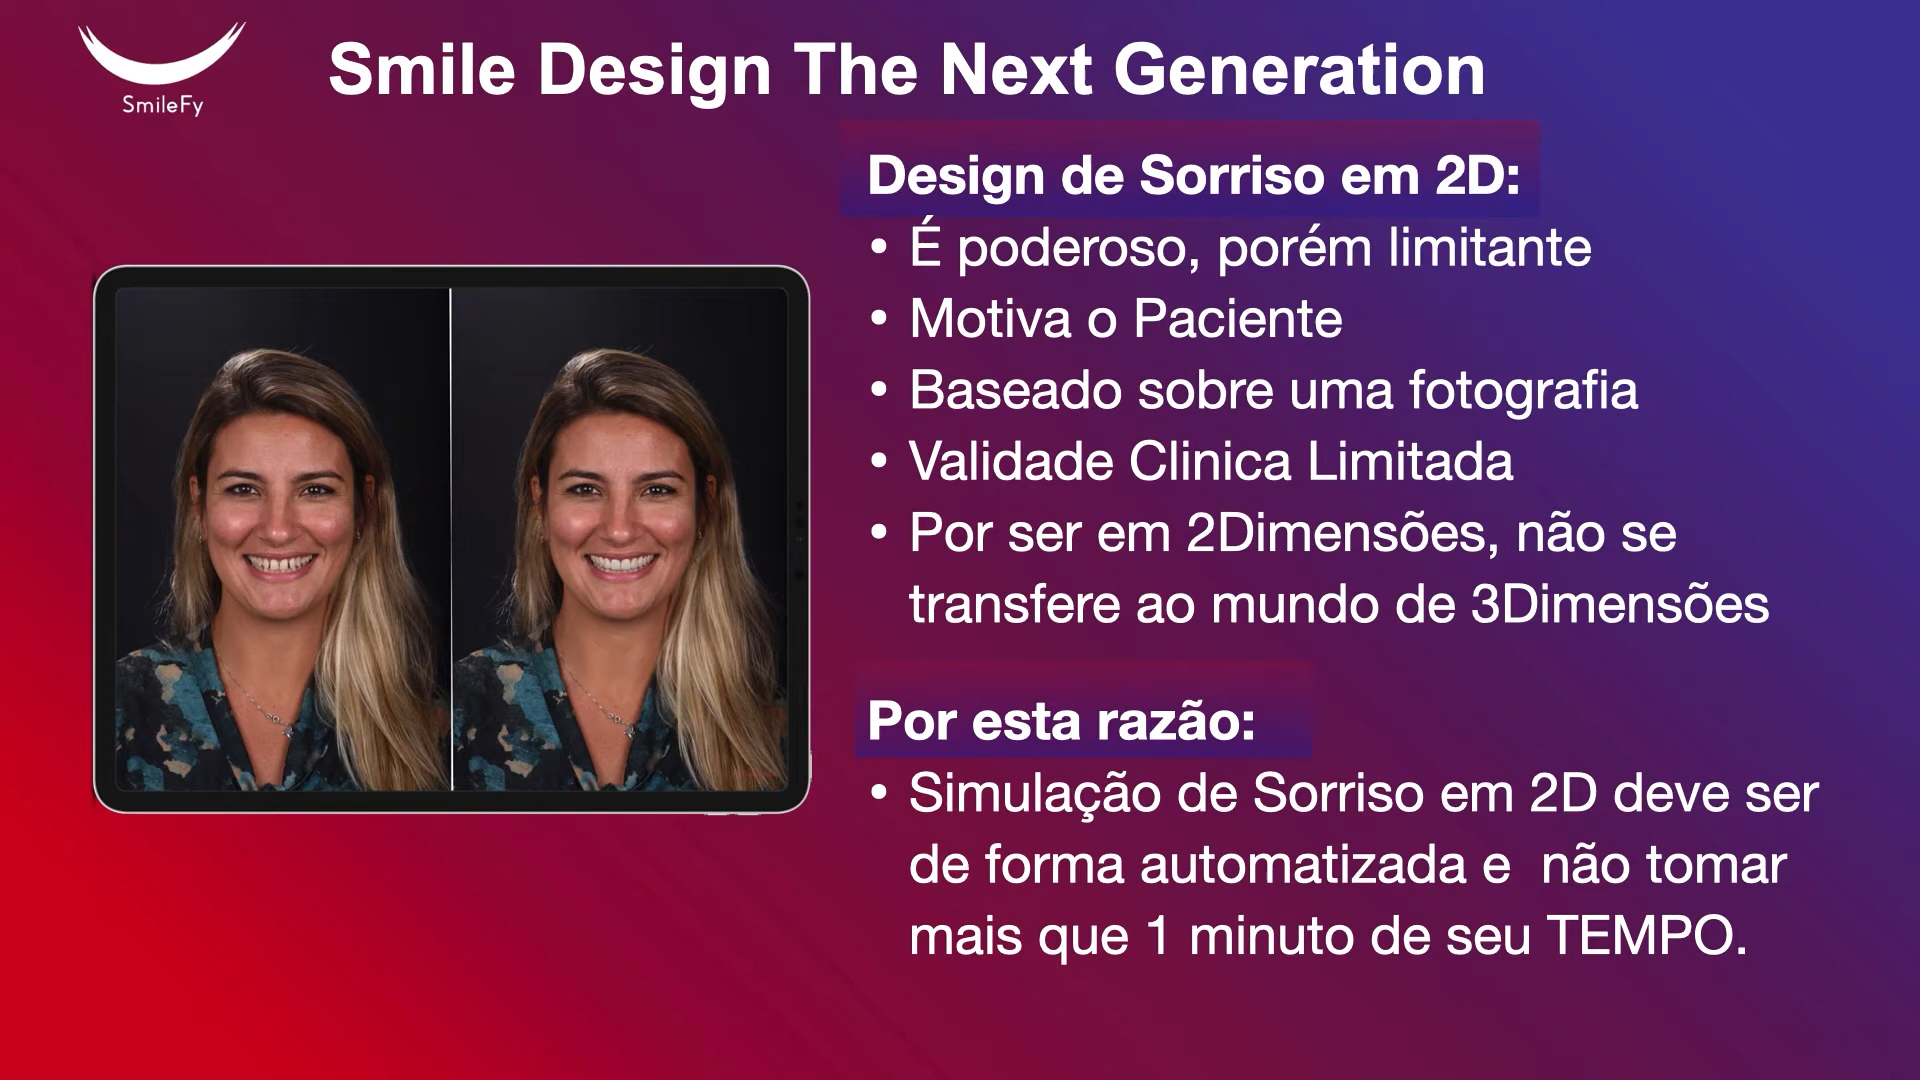 SmileFy
Smile Design The Next Generation
Design de Sorriso em 2D:
• É poderoso, porém limitante
• Motiva o Paciente
• Baseado sobre uma fotografia
• Validade Clinica Limitada
• Por ser em 2Dimensões, não se
transfere ao mundo de 3Dimensões
Por esta razão:
• Simulação de Sorriso em 2D deve ser
de forma automatizada e  não tomar
mais que 1 minuto de seu TEMPO.